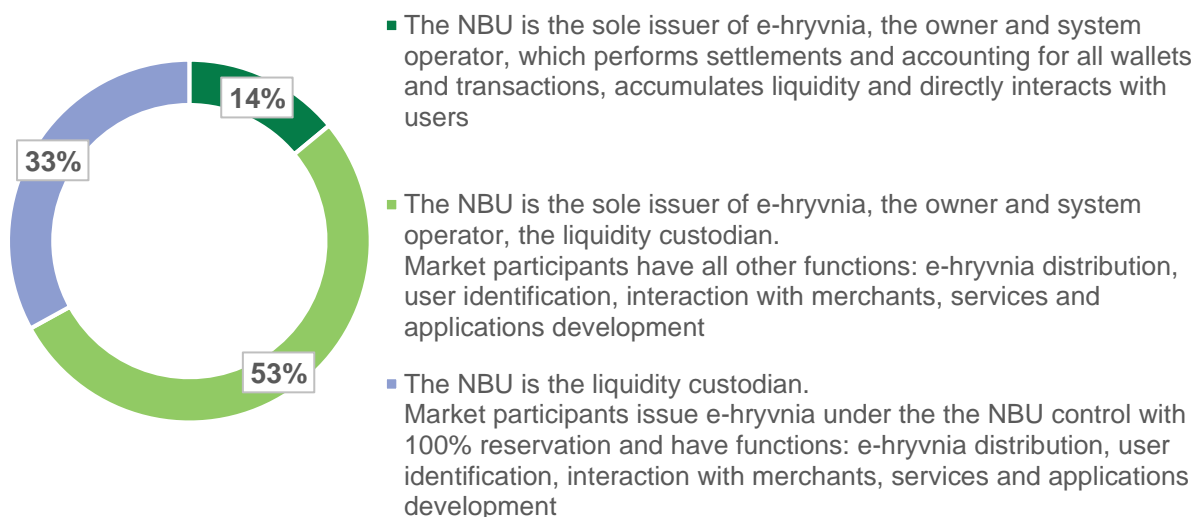 The NBU is the sole issuer of e-hryvnia, the owner and system
operator, which performs settlements and accounting for all wallets
and transactions, accumulates liquidity and directly interacts with
users
14%
33%
The NBU is the sole issuer of e-hryvnia, the owner and system
operator, the liquidity custodian.
Market participants have all other functions: e-hryvnia distribution,
user identification, interaction with merchants, services and
applications development
53%
The NBU is the liquidity custodian.
Market participants issue e-hryvnia under the the NBU control with
100% reservation and have functions: e-hryvnia distribution, user
identification, interaction with merchants, services and applications
development